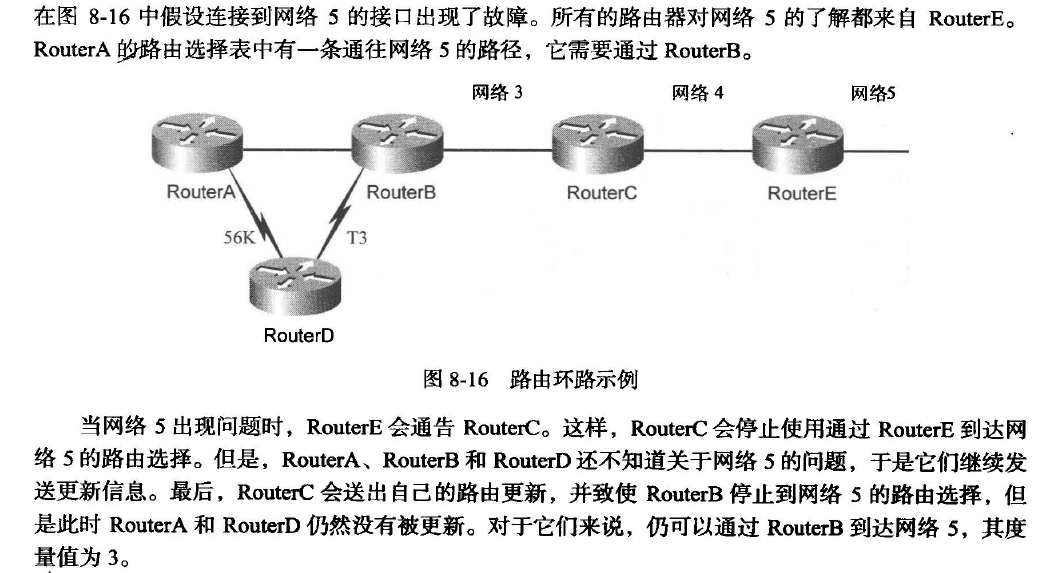 在图 8-16 中假设连接到网络 5 的接口出现了故障。所有的路由器对网络 5 的了解都来自 RouterE。
RouterA 的路由选择表中有一条通往网络 5 的路径，它需要通过 RouterB。
网络 3
网络 4
网络5
RouterA
RouterB
RouterC
RouterE
56K
T3
RouterD
图 8-16 路由环路示例
当网络 5 出现问题时，RouterE 会通告 RouterC。这样，RouterC 会停止使用通过 RouterE 到达网
络 5 的路由选择。但是，RouterA、RouterB 和 RouterD 还不知道关于网络 5 的问题，于是它们继续发
送更新信息。最后，RouterC 会送出自己的路由更新，并致使 RouterB 停止到网络 5 的路由选择，但
是此时 RouterA 和 RouterD 仍然没有被更新。对于它们来说，仍可以通过 RouterB 到达网络 5，其度
量值为 3。